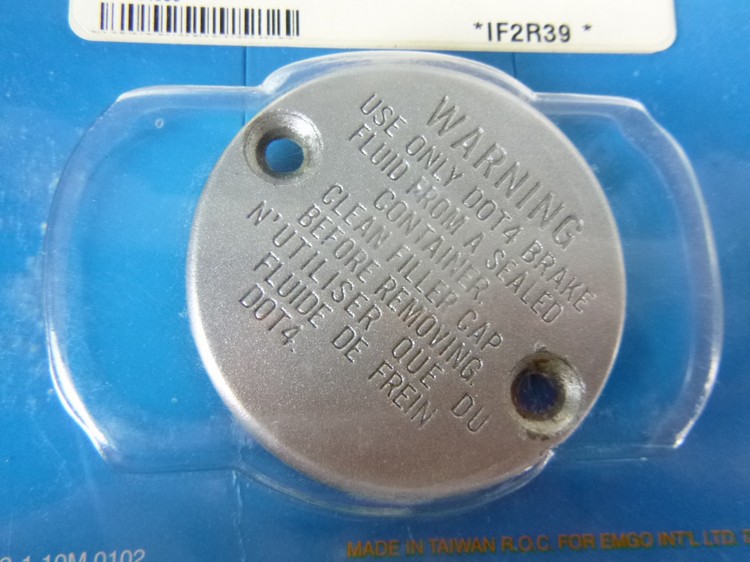 *IF2R39 *
WARNING
USE ONLY DOT4 BRAKE
FLUID FROM A SEALED
CONTAINER.
CLEAN FILLER CAP
BEFORE REMOVING.
N'UTILISER QUE DU
FLUIDE DE FREIN
DOT4.
MADE IN TAIWAN R.O.C. FOR EMGO INT'L LTD.